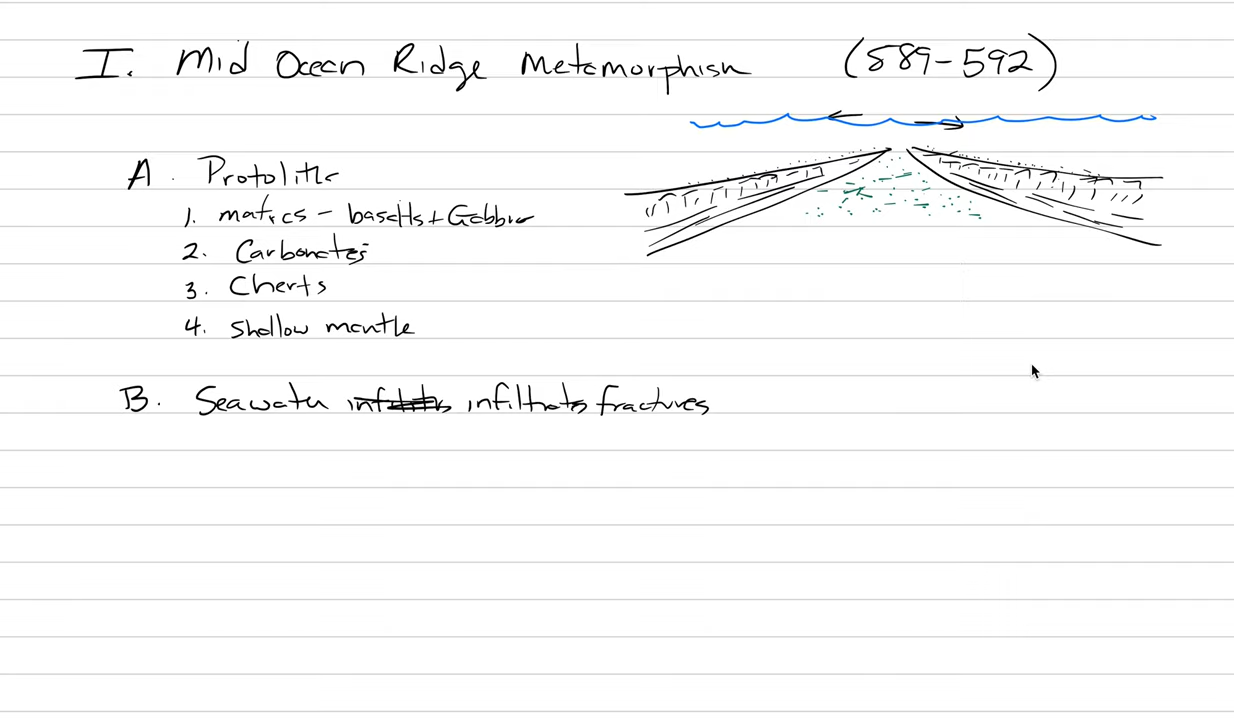 I. Mid Ocean Ridge Metamorphism (589-592)
A. Protoliths
1. mafics - basalts + Gabbro
2. Carbonates
3. Cherts
4. Shallow mantle
B. Seawater infiltrates fractures